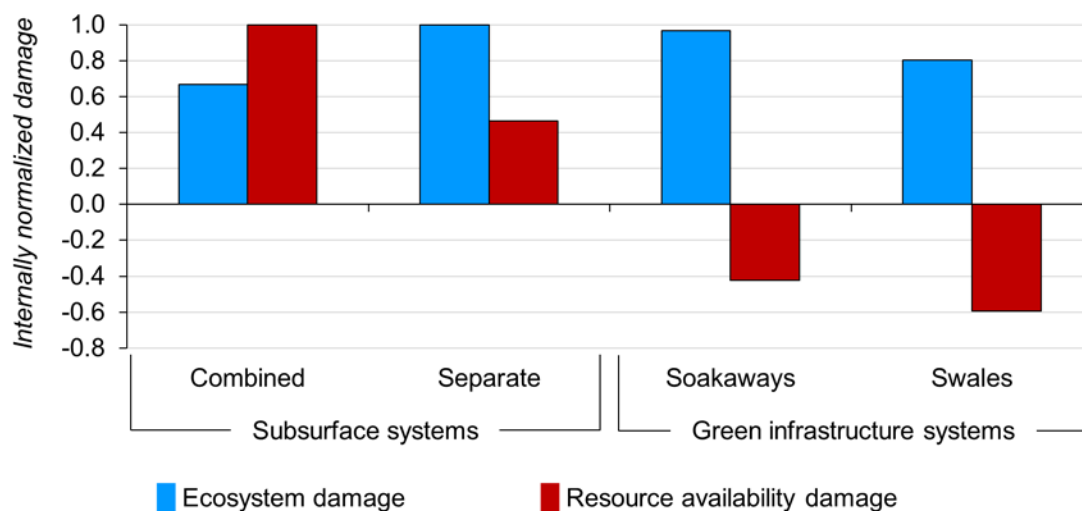 Internally normalized damage
1.0
0.8
0.6
0.4
0.2
0.0
-0.2
-0.4
-0.6
-0.8
Combined Separate Soakaways Swales
Subsurface systems Green infrastructure systems
Ecosystem damage Resource availability damage